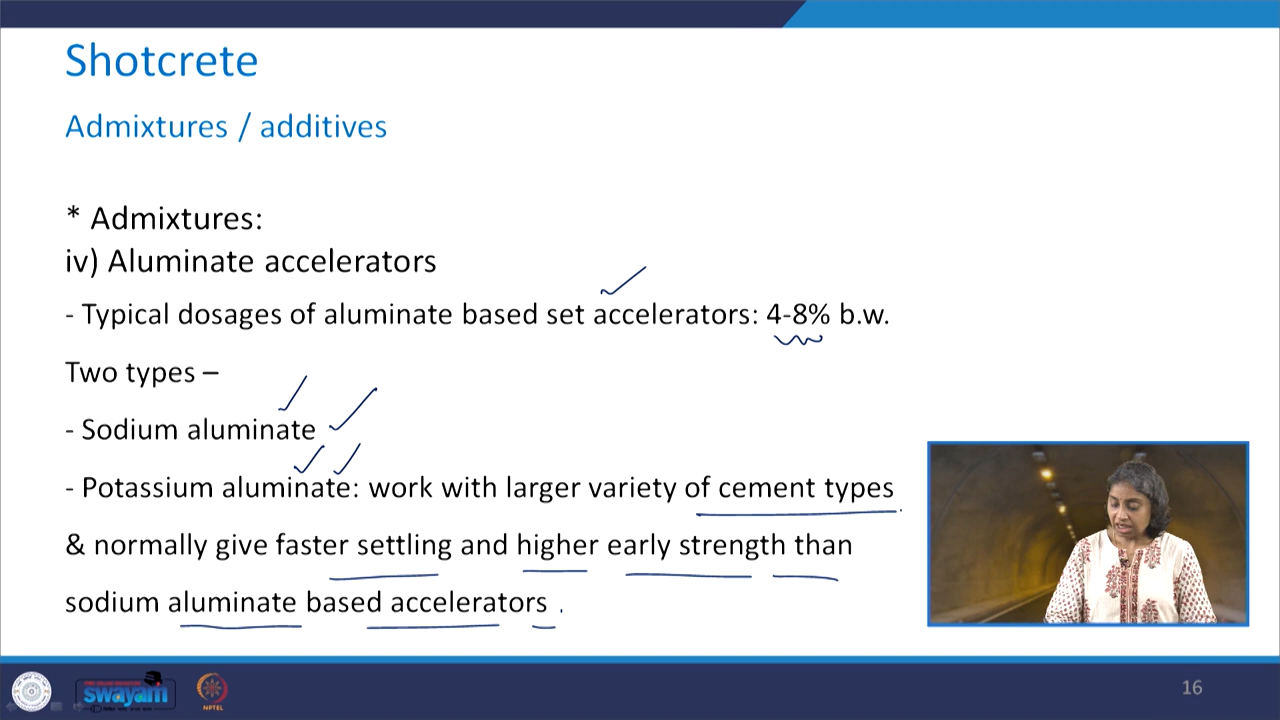 Shotcrete
Admixtures / additives
* Admixtures:
iv) Aluminate accelerators
- Typical dosages of aluminate based set accelerators: 4-8% b.w.
Two types –
- Sodium aluminate
- Potassium aluminate: work with larger variety of cement types
& normally give faster settling and higher early strength than
sodium aluminate based accelerators .
swayam
NPTEL
16